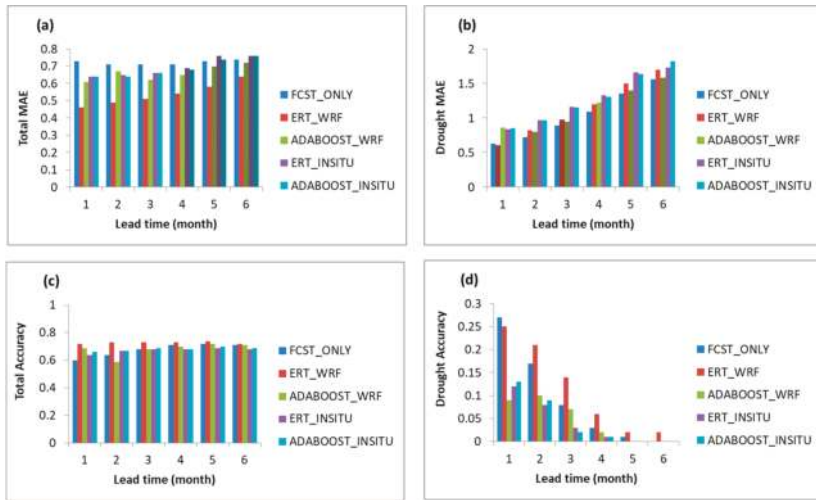 (a)
Total MAE
0.8
0.7
0.6
0.5
0.4
0.3
0.2
0.1
0
1 2 3 4 5 6
Lead time (month)
FCST_ONLY
ERT_WRF
ADABOOST_WRF
ERT_INSITU
ADABOOST_INSITU
(b)
Drought MAE
2
1.5
1
0.5
0
1 2 3 4 5 6
Lead time (month)
FCST_ONLY
ERT_WRF
ADABOOST_WRF
ERT_INSITU
ADABOOST_INSITU
(c)
Total Accuracy
1
0.8
0.6
0.4
0.2
0
1 2 3 4 5 6
Lead time (month)
FCST_ONLY
ERT_WRF
ADABOOST_WRF
ERT_INSITU
ADABOOST_INSITU
(d)
Drought Accuracy
0.3
0.25
0.2
0.15
0.1
0.05
0
1 2 3 4 5 6
Lead time (month)
FCST_ONLY
ERT_WRF
ADABOOST_WRF
ERT_INSITU
ADABOOST_INSITU